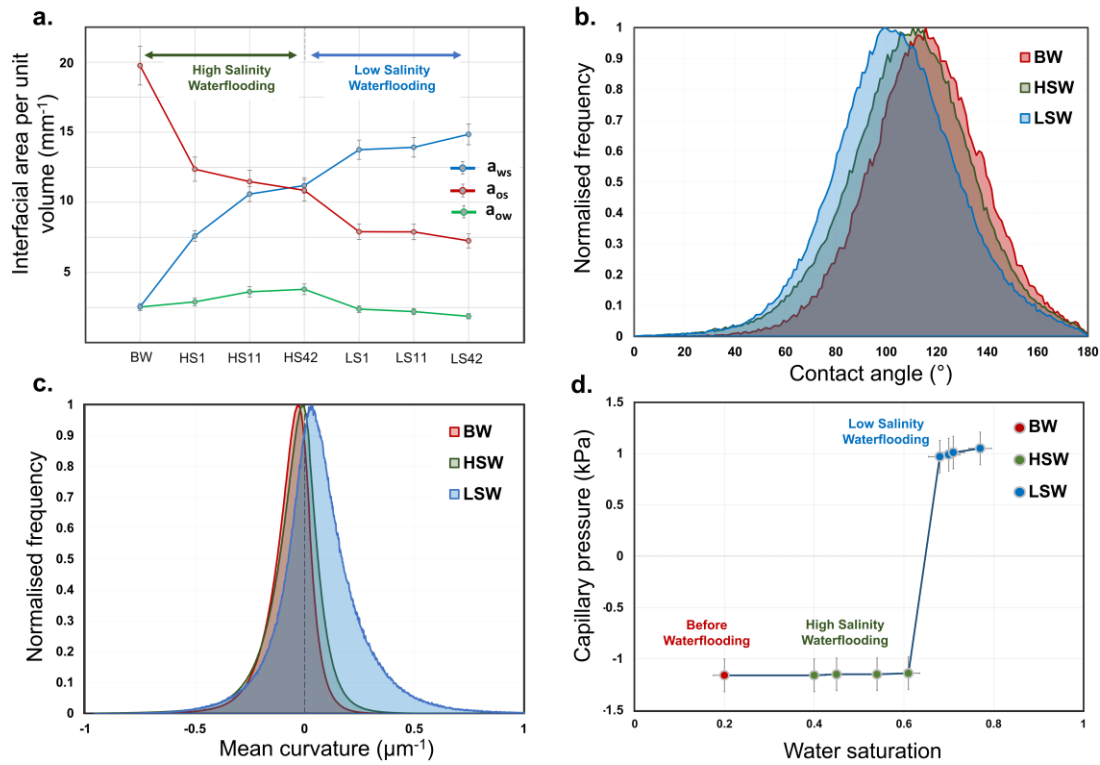 a.
Interfacial area per unit
volume (mm⁻¹)
20
15
10
5
High Salinity
Waterflooding
Low Salinity
Waterflooding
aws
aos
aow
BW HS1 HS11 HS42 LS1 LS11 LS42
b.
Normalised frequency
1
0.9
0.8
0.7
0.6
0.5
0.4
0.3
0.2
0.1
0
BW
HSW
LSW
0 20 40 60 80 100 120 140 160 180
Contact angle (°)
c.
Normalised frequency
1
0.9
0.8
0.7
0.6
0.5
0.4
0.3
0.2
0.1
0
BW
HSW
LSW
-1 -0.5 0 0.5 1
Mean curvature (μm⁻¹)
d.
Capillary pressure (kPa)
1.5
1
0.5
0
-0.5
-1
-1.5
Low Salinity
Waterflooding
BW
HSW
LSW
Before
Waterflooding
High Salinity
Waterflooding
0 0.2 0.4 0.6 0.8 1
Water saturation